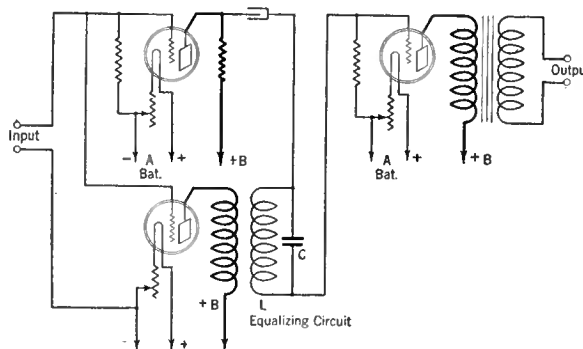 Input
- A +
Bat.
+B
- +
+B
L
C
Equalizing Circuit
A +
Bat.
+B
Output